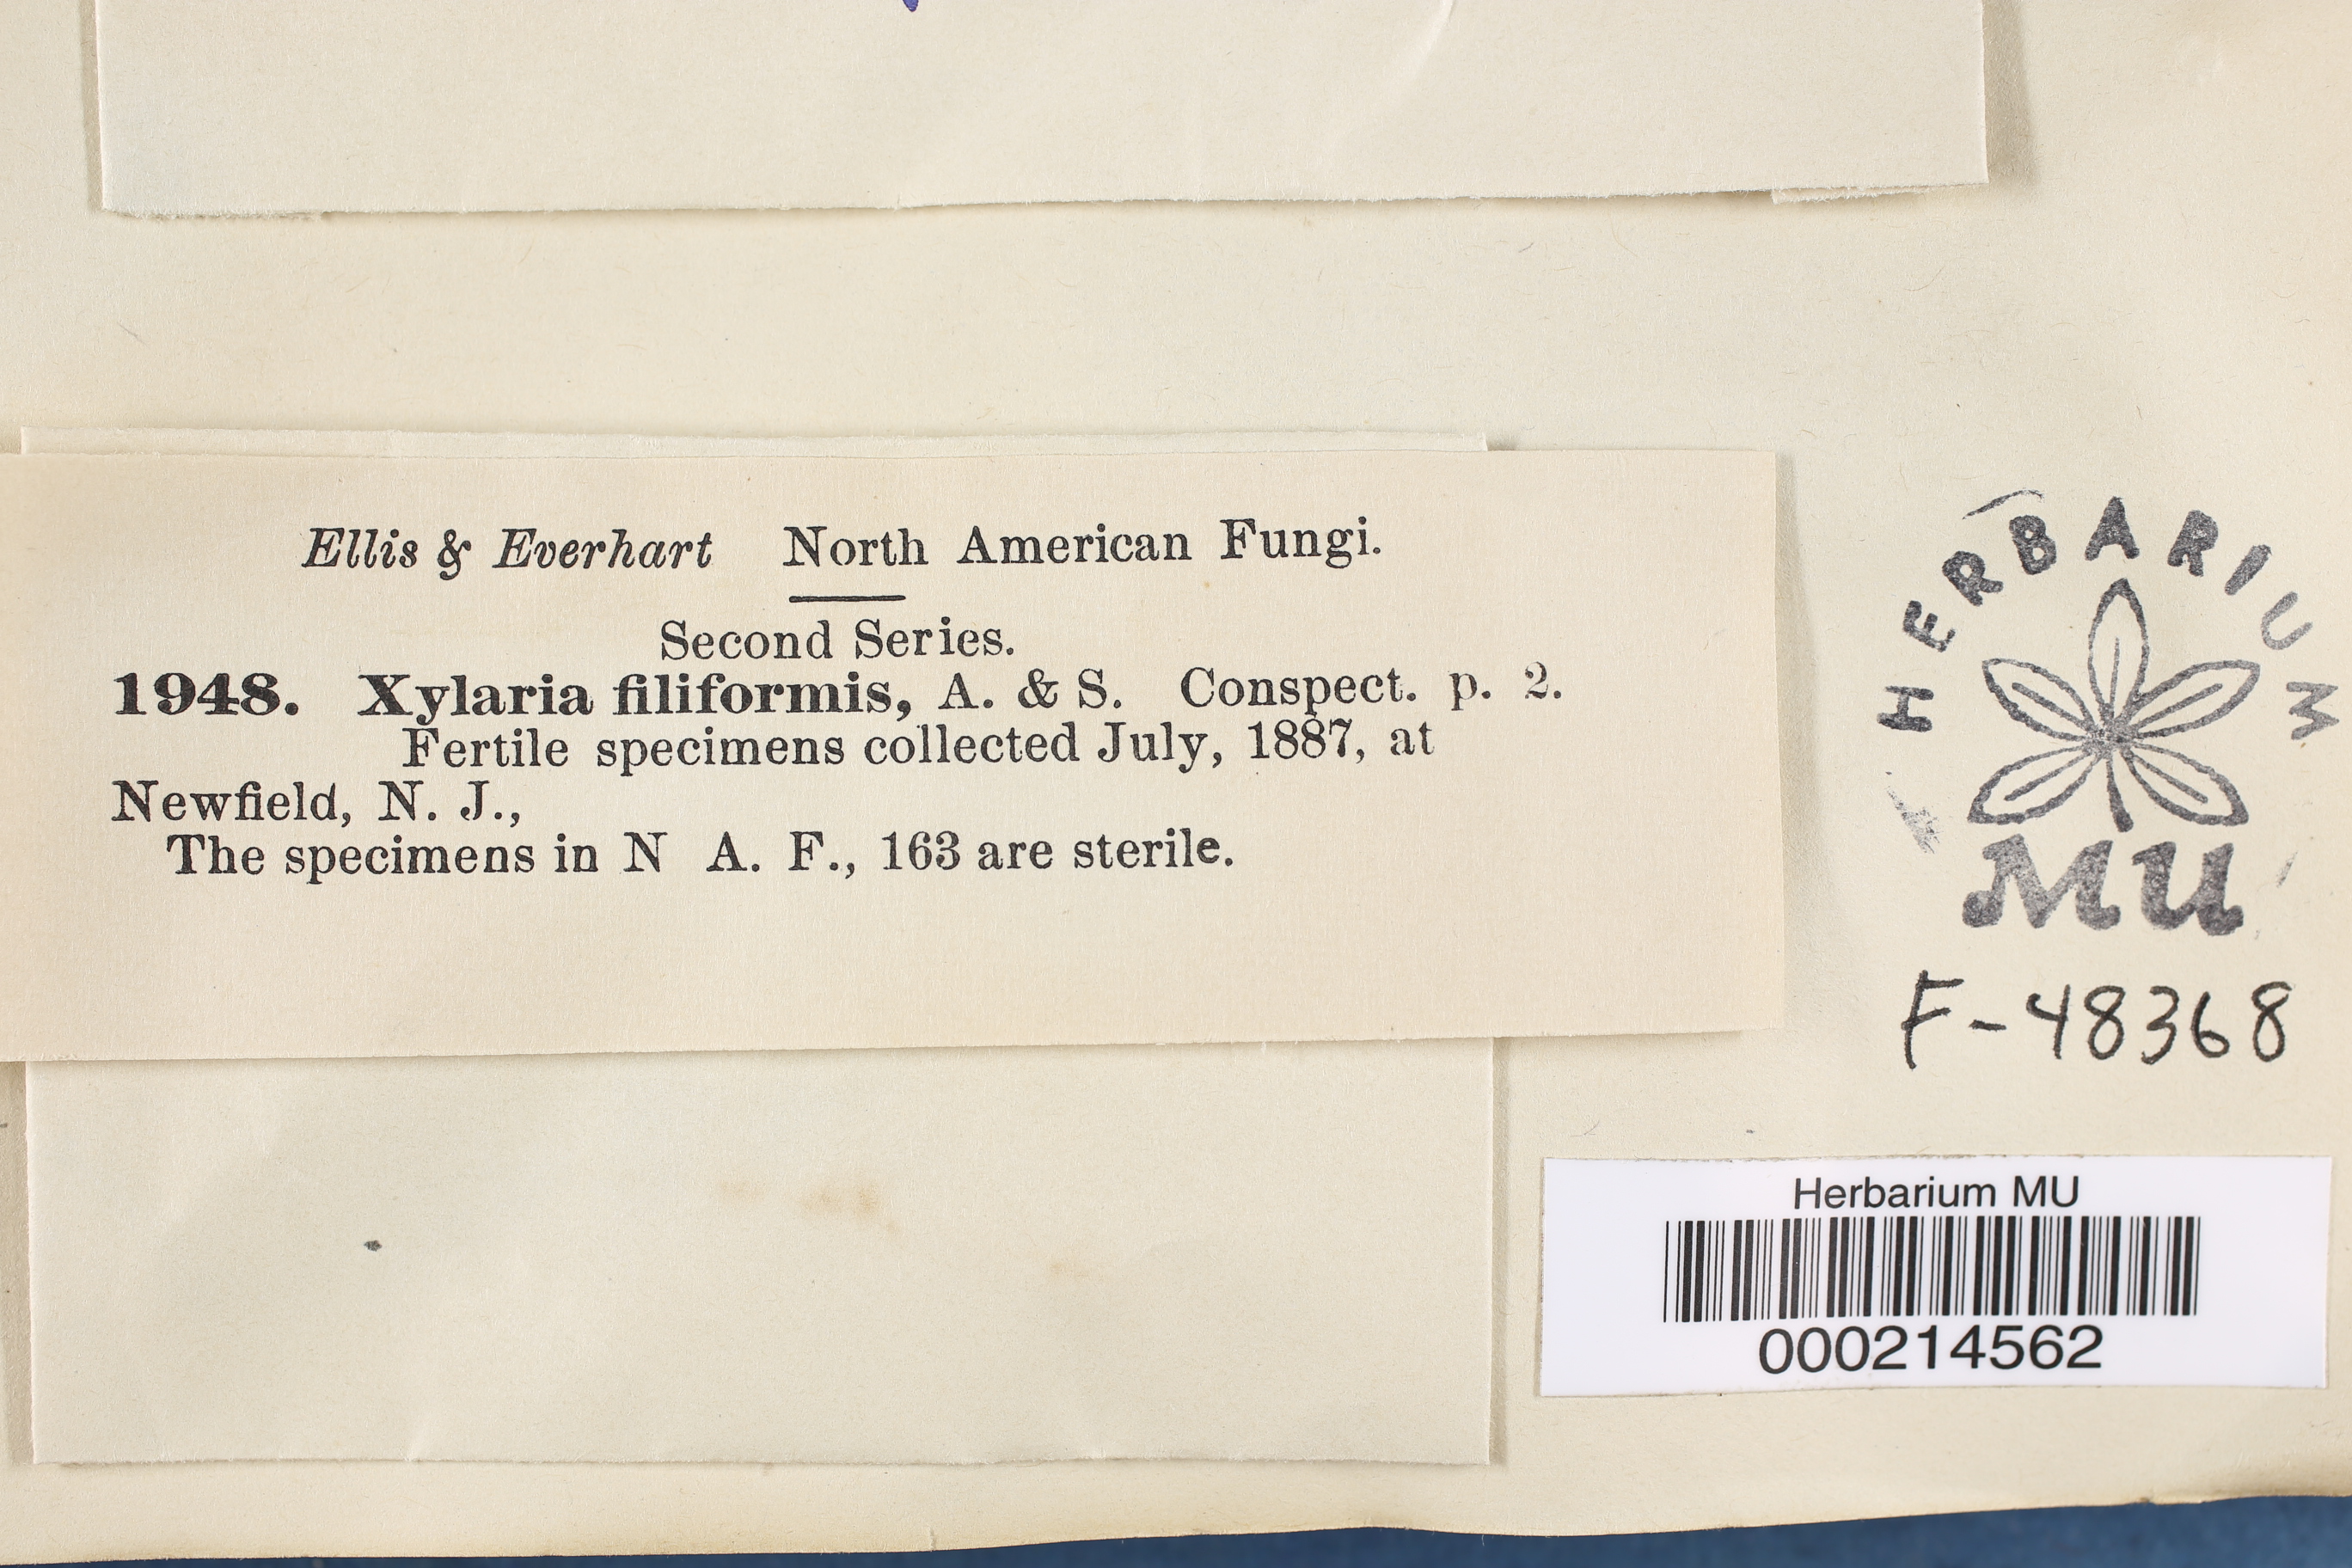 Ellis & Everhart North American Fungi.
Second Series.
1948. Xylaria filiformis, A. & S. Conspect. p. 2.
Fertile specimens collected July, 1887, at
Newfield, N. J.,
The specimens in N A. F., 163 are sterile.
HERBARIUM
MU
F-48368
Herbarium MU
000214562